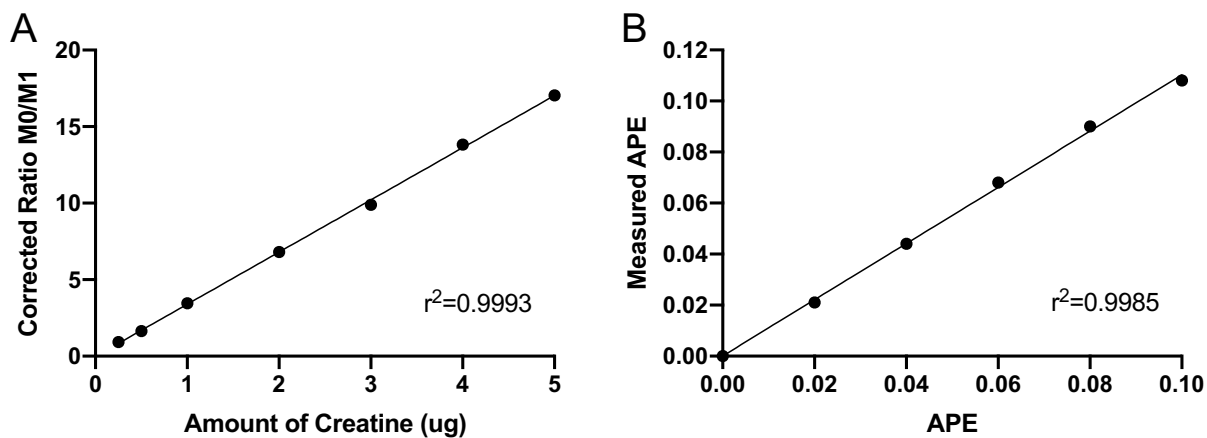 A
Corrected Ratio M0/M1
20
15
10
5
0
r²=0.9993
0 1 2 3 4 5
Amount of Creatine (ug)
B
Measured APE
0.12
0.10
0.08
0.06
0.04
0.02
0.00
r²=0.9985
0.00 0.02 0.04 0.06 0.08 0.10
APE